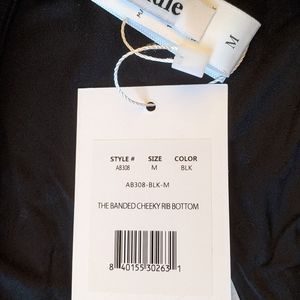 M
STYLE # SIZE COLOR
AB308 M BLK
AB308-BLK-M
THE BANDED CHEEKY RIB BOTTOM
8 40155 30263 1